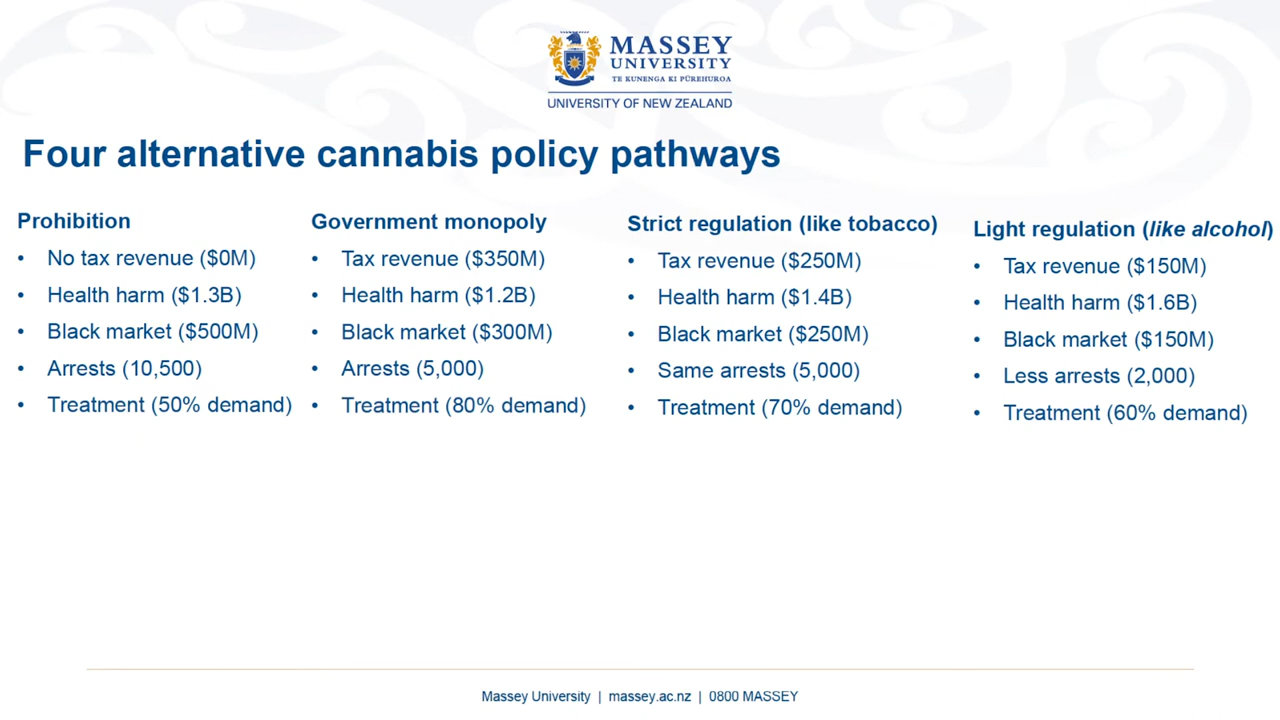 MASSEY
UNIVERSITY
TE KUNENGA KI PŪREHUROA
UNIVERSITY OF NEW ZEALAND
Four alternative cannabis policy pathways
Prohibition
• No tax revenue ($0M)
• Health harm ($1.3B)
• Black market ($500M)
• Arrests (10,500)
• Treatment (50% demand)
Government monopoly
• Tax revenue ($350M)
• Health harm ($1.2B)
• Black market ($300M)
• Arrests (5,000)
• Treatment (80% demand)
Strict regulation (like tobacco)
• Tax revenue ($250M)
• Health harm ($1.4B)
• Black market ($250M)
• Same arrests (5,000)
• Treatment (70% demand)
Light regulation (like alcohol)
• Tax revenue ($150M)
• Health harm ($1.6B)
• Black market ($150M)
• Less arrests (2,000)
• Treatment (60% demand)
Massey University | massey.ac.nz | 0800 MASSEY